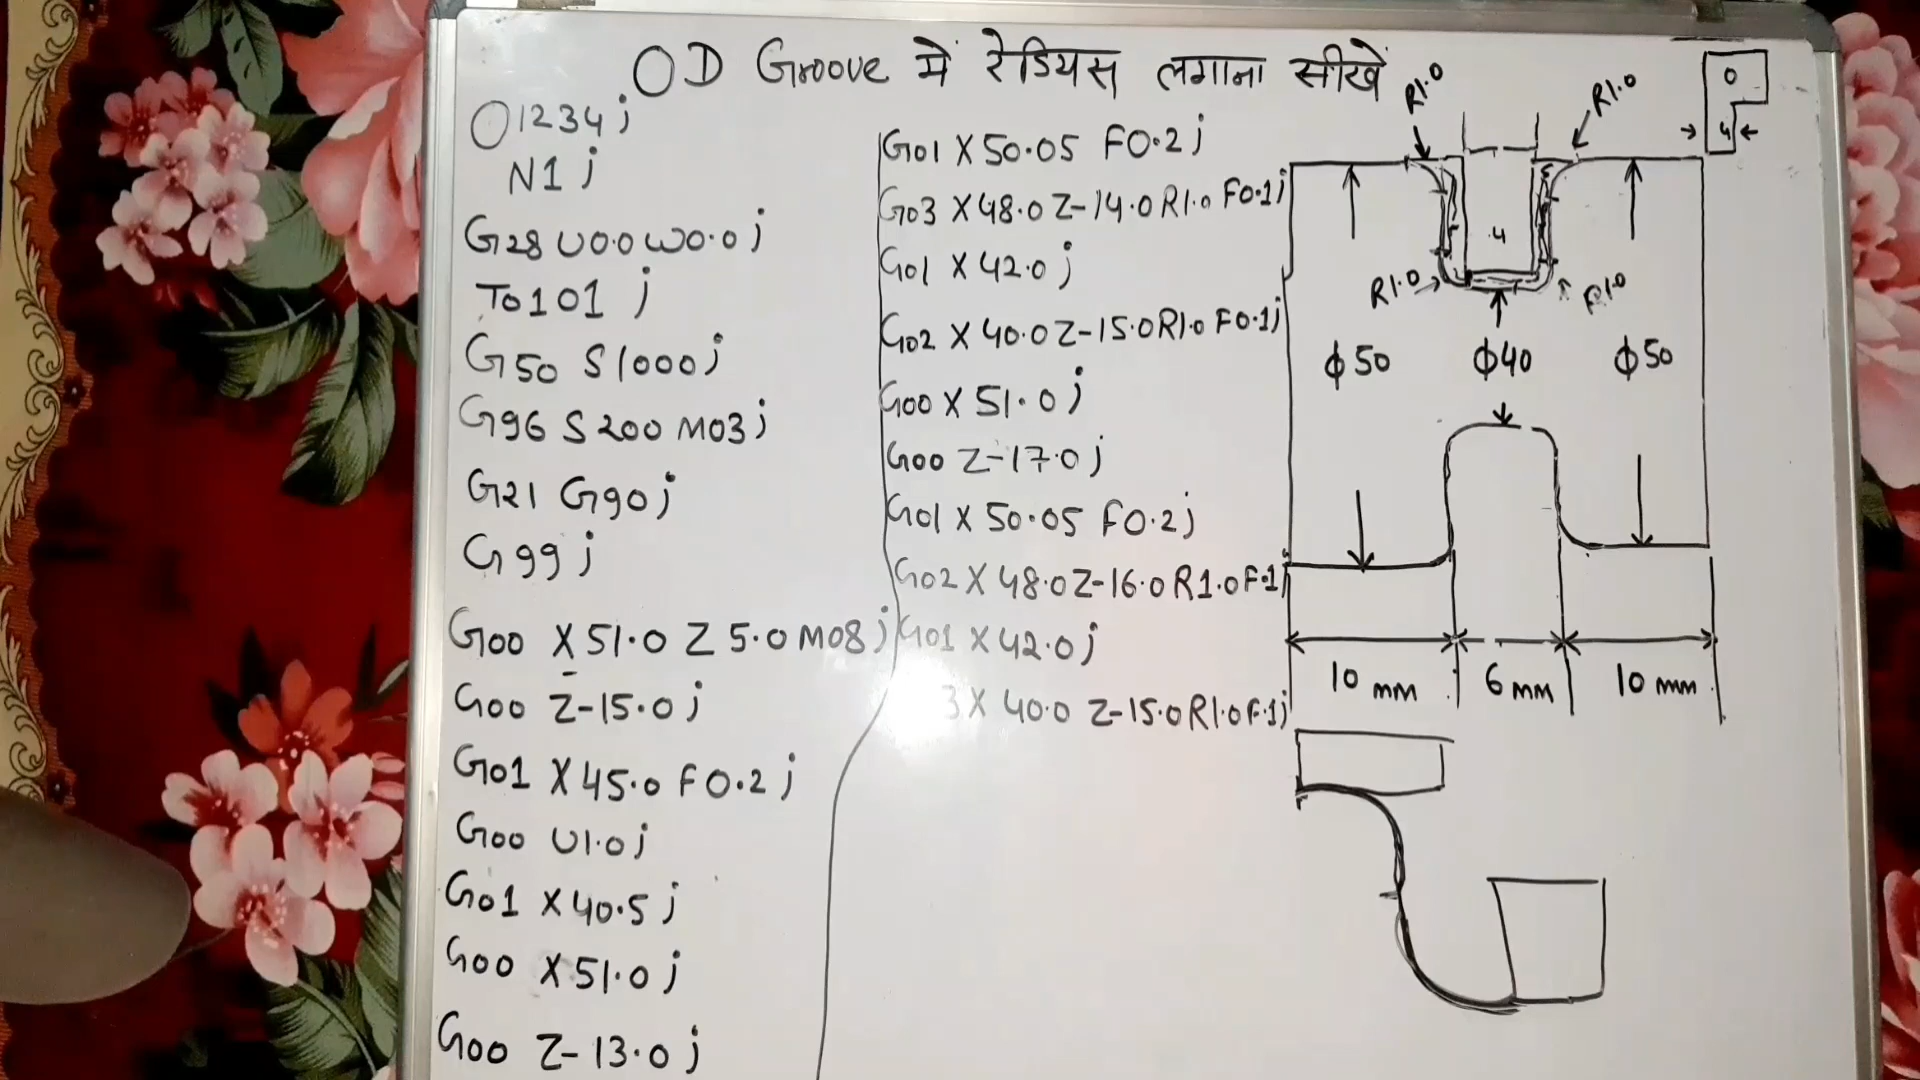 OD Groove में रेडियस लगाना सीखें
O1234;
N1;
G28 U0.0 W0.0;
T0101;
G50 S1000;
G96 S200 M03;
G21 G90;
G99;
G00 X51.0 Z5.0 M08;
G00 Z-15.0;
G01 X45.0 F0.2;
G00 U1.0;
G01 X40.5;
G00 X51.0;
G00 Z-13.0;
G01 X50.05 F0.2;
G03 X48.0 Z-14.0 R1.0 F0.1;
G01 X42.0;
G02 X40.0 Z-15.0 R1.0 F0.1;
G00 X51.0;
G00 Z-17.0;
G01 X50.05 F0.2;
G02 X48.0 Z-16.0 R1.0 F.1;
G01 X42.0;
3 X40.0 Z-15.0 R1.0 F.1;
R1.0
R1.0
0
4
4
R1.0
R1.0
ϕ50
ϕ40
ϕ50
10 mm
6 mm
10 mm